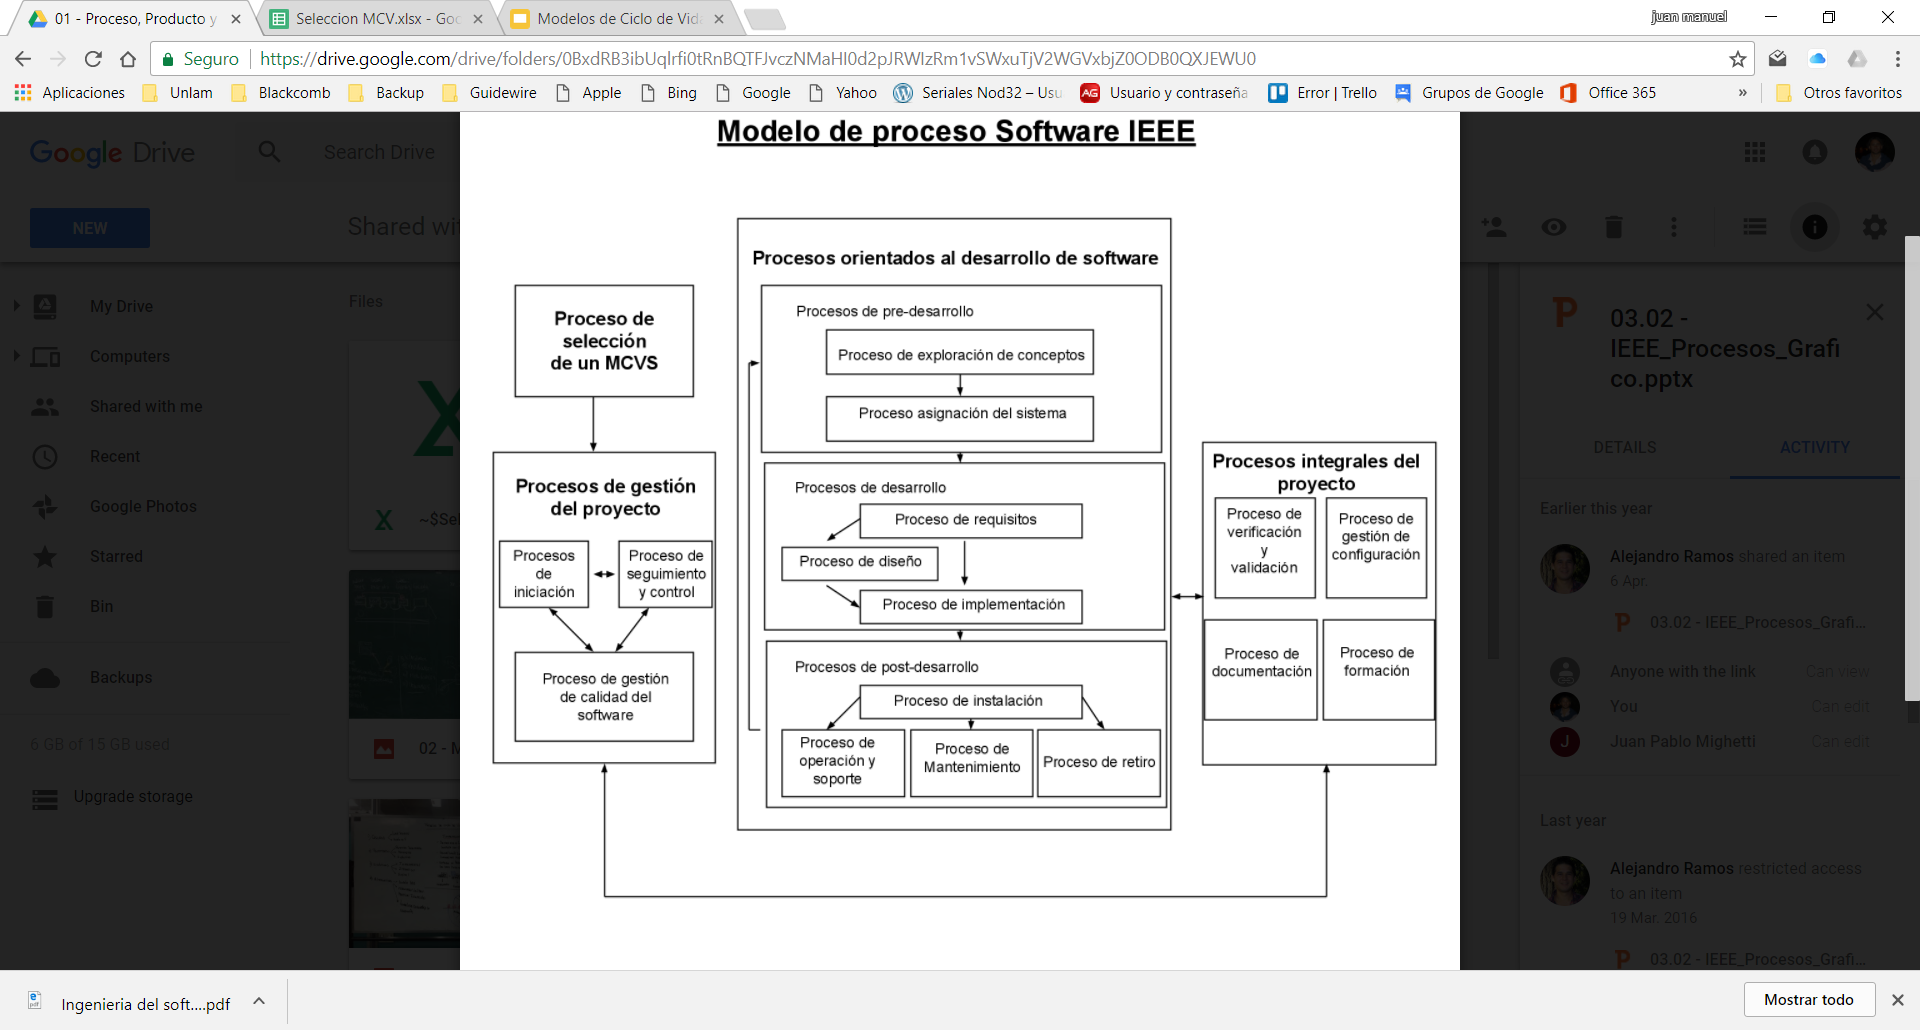 01 - Proceso, Producto y
Seleccion MCV.xlsx - Goo
Modelos de Ciclo de Vida
juan manuel
Seguro
https://drive.google.com/drive/folders/0BxdRB3ibUqlrfi0tRnBQTFJvczNMaHI0d2pJRWIzRm1vSWxuTjV2WGVxbjZ0ODB0QXJEWU0
Aplicaciones
Unlam
Blackcomb
Backup
Guidewire
Apple
Bing
Google
Yahoo
Seriales Nod32 – Usu
Usuario y contraseña
Error | Trello
Grupos de Google
Office 365
»
Otros favoritos
Google Drive
Search Drive
NEW
Shared wit
My Drive
Computers
Shared with me
Recent
Google Photos
Starred
Bin
Backups
6 GB of 15 GB used
Upgrade storage
Files
~$Sel
02 - M
Modelo de proceso Software IEEE
Proceso de
selección
de un MCVS
Procesos de gestión
del proyecto
Procesos
de
iniciación
Proceso de
seguimiento
y control
Proceso de gestión
de calidad del
software
Procesos orientados al desarrollo de software
Procesos de pre-desarrollo
Proceso de exploración de conceptos
Proceso asignación del sistema
Procesos de desarrollo
Proceso de requisitos
Proceso de diseño
Proceso de implementación
Procesos de post-desarrollo
Proceso de instalación
Proceso de
operación y
soporte
Proceso de
Mantenimiento
Proceso de retiro
Procesos integrales del
proyecto
Proceso de
verificación
y
validación
Proceso de
gestión de
configuración
Proceso de
documentación
Proceso de
formación
03.02 -
IEEE_Procesos_Grafi
co.pptx
DETAILS
ACTIVITY
Earlier this year
Alejandro Ramos shared an item
6 Apr.
03.02 - IEEE_Procesos_Grafi...
Anyone with the link
Can view
You
Can edit
J
Juan Pablo Mighetti
Can edit
Last year
Alejandro Ramos restricted access
to an item
19 Mar. 2016
03.02 - IEEE_Procesos_Grafi...
Ingenieria del soft....pdf
Mostrar todo